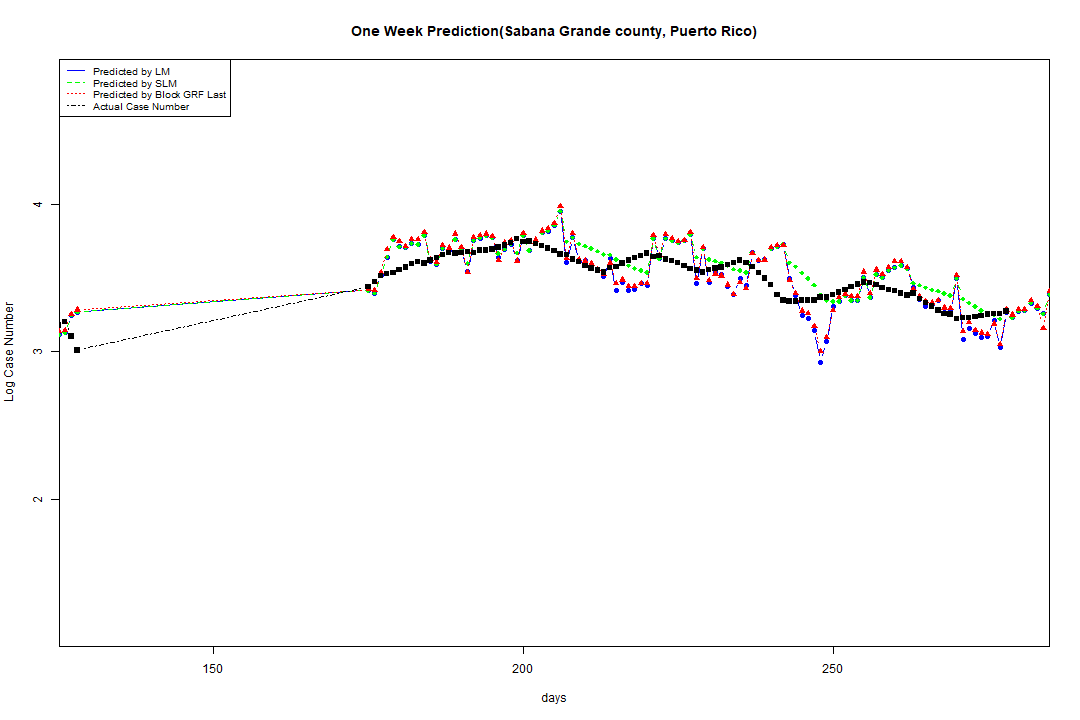 One Week Prediction(Sabana Grande county, Puerto Rico)
Predicted by LM
Predicted by SLM
Predicted by Block GRF Last
Actual Case Number
4
3
2
Log Case Number
150 200 250
days